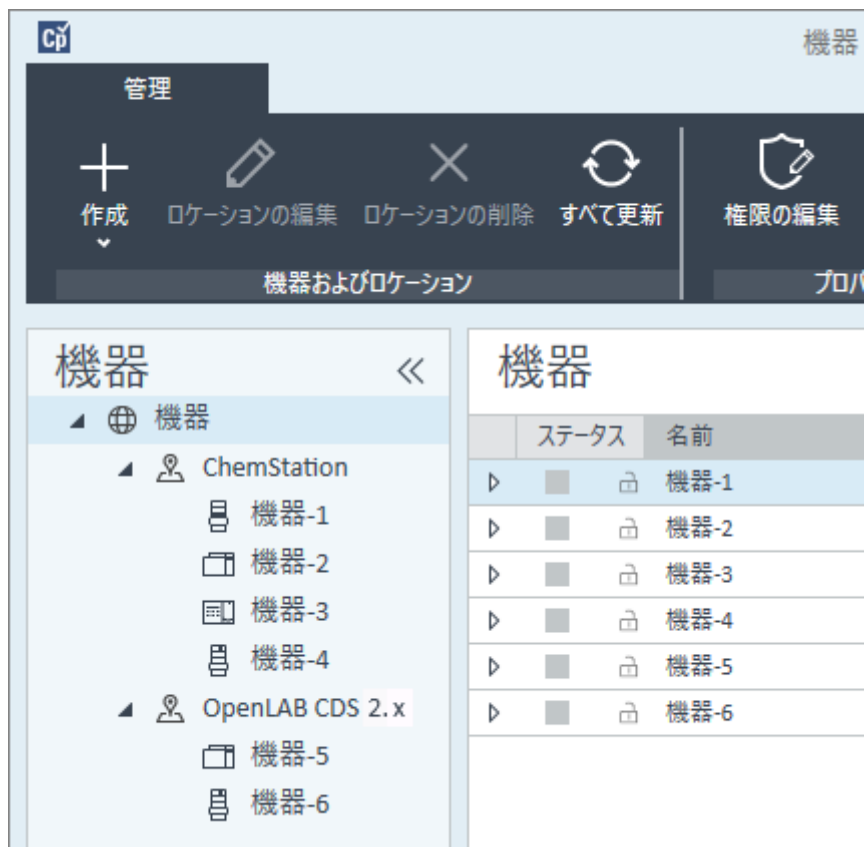 Cp
機器
管理
作成
ロケーションの編集
ロケーションの削除
すべて更新
権限の編集
機器およびロケーション
プロパ
機器
機器
ChemStation
機器-1
機器-2
機器-3
機器-4
OpenLAB CDS 2.x
機器-5
機器-6
機器
ステータス 名前
機器-1
機器-2
機器-3
機器-4
機器-5
機器-6